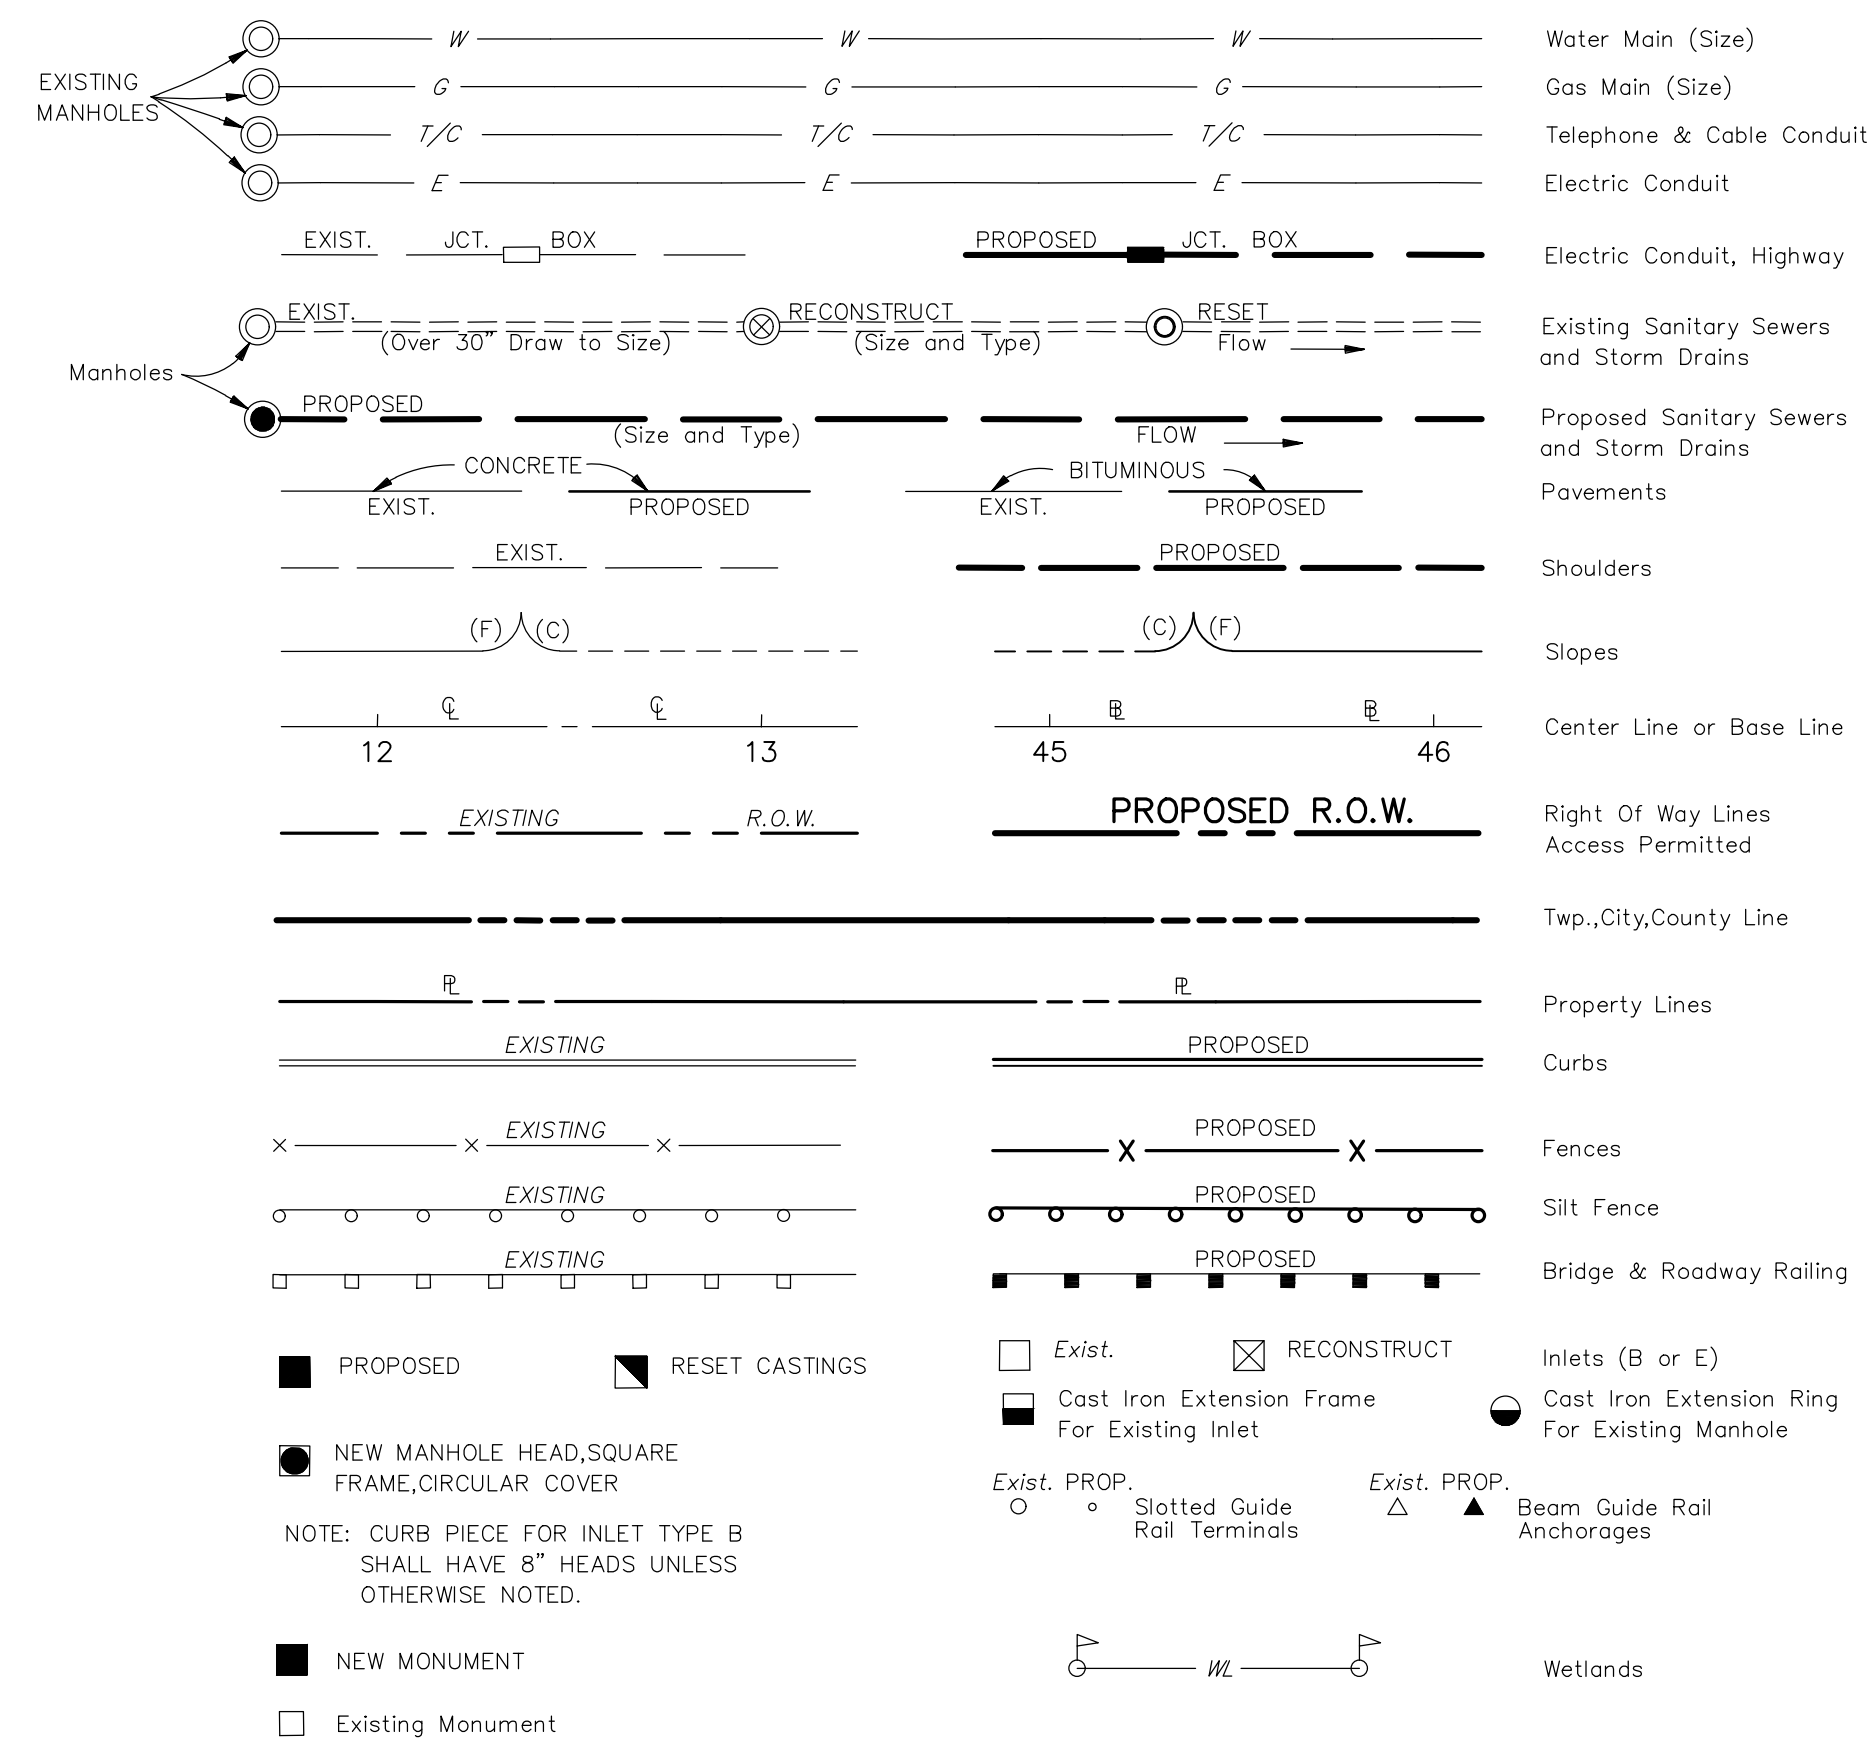 W W W Water Main (Size)
EXISTING
MANHOLES
G G G Gas Main (Size)
T/C T/C T/C Telephone & Cable Conduit
E E E Electric Conduit
EXIST. JCT. BOX PROPOSED JCT. BOX
Electric Conduit, Highway
EXIST. RECONSTRUCT RESET
(Over 30” Draw to Size) (Size and Type) Flow
Existing Sanitary Sewers
and Storm Drains
Manholes
PROPOSED
(Size and Type) FLOW
Proposed Sanitary Sewers
and Storm Drains
CONCRETE BITUMINOUS
EXIST. PROPOSED EXIST. PROPOSED
Pavements
EXIST. PROPOSED
Shoulders
(F) (C) (C) (F)
Slopes
CL CL BL BL
12 13 45 46
Center Line or Base Line
EXISTING R.O.W. PROPOSED R.O.W.
Right Of Way Lines
Access Permitted
Twp.,City,County Line
PL PL
Property Lines
EXISTING PROPOSED
Curbs
EXISTING PROPOSED
X X X X X
Fences
EXISTING PROPOSED
Silt Fence
EXISTING PROPOSED
Bridge & Roadway Railing
PROPOSED RESET CASTINGS Exist. RECONSTRUCT Inlets (B or E)
Cast Iron Extension Frame
For Existing Inlet
Cast Iron Extension Ring
For Existing Manhole
NEW MANHOLE HEAD,SQUARE
FRAME,CIRCULAR COVER
Exist. PROP.
Slotted Guide
Rail Terminals
Exist. PROP.
Beam Guide Rail
Anchorages
NOTE: CURB PIECE FOR INLET TYPE B
SHALL HAVE 8” HEADS UNLESS
OTHERWISE NOTED.
NEW MONUMENT
WL Wetlands
Existing Monument